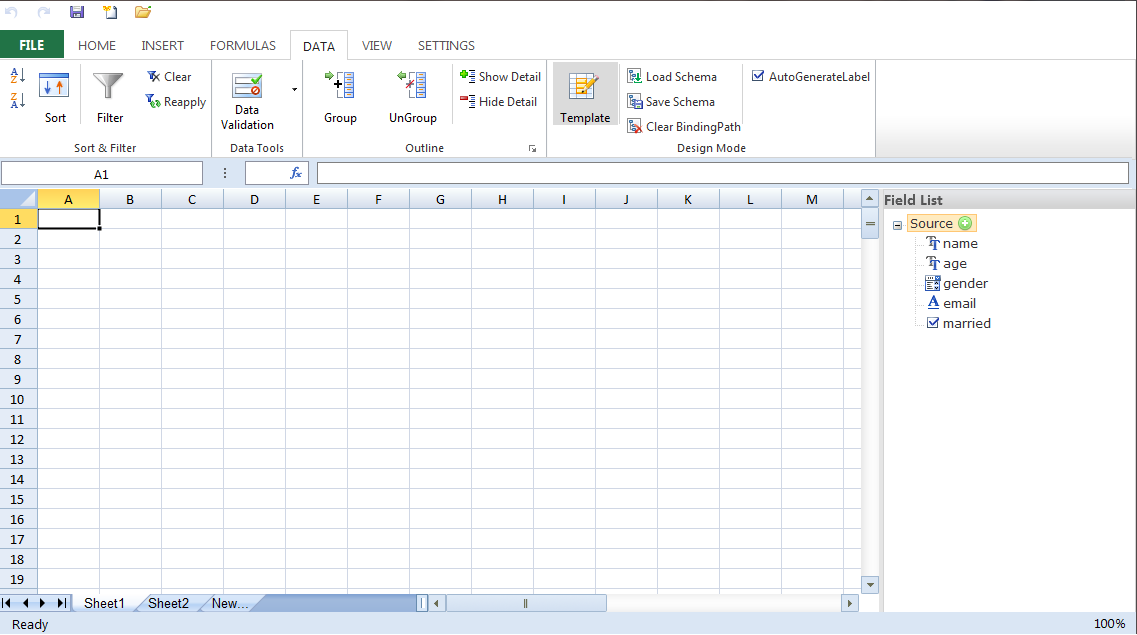 FILE HOME INSERT FORMULAS DATA VIEW SETTINGS
A Z Z A Sort Filter Clear Reapply
Data Validation
Group UnGroup Show Detail Hide Detail
Template Load Schema Save Schema Clear BindingPath AutoGenerateLabel
Sort & Filter Data Tools Outline Design Mode
A1 fx
A B C D E F G H I J K L M
1
2
3
4
5
6
7
8
9
10
11
12
13
14
15
16
17
18
19
Field List
Source
name
age
gender
email
married
Sheet1 Sheet2 New...
Ready 100%